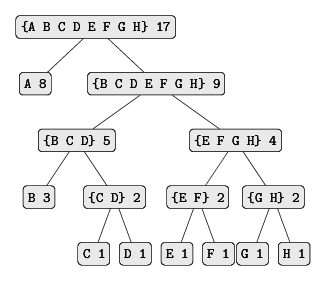 {A B C D E F G H} 17
A 8 {B C D E F G H} 9
{B C D} 5 {E F G H} 4
B 3 {C D} 2 {E F} 2 {G H} 2
C 1 D 1 E 1 F 1 G 1 H 1